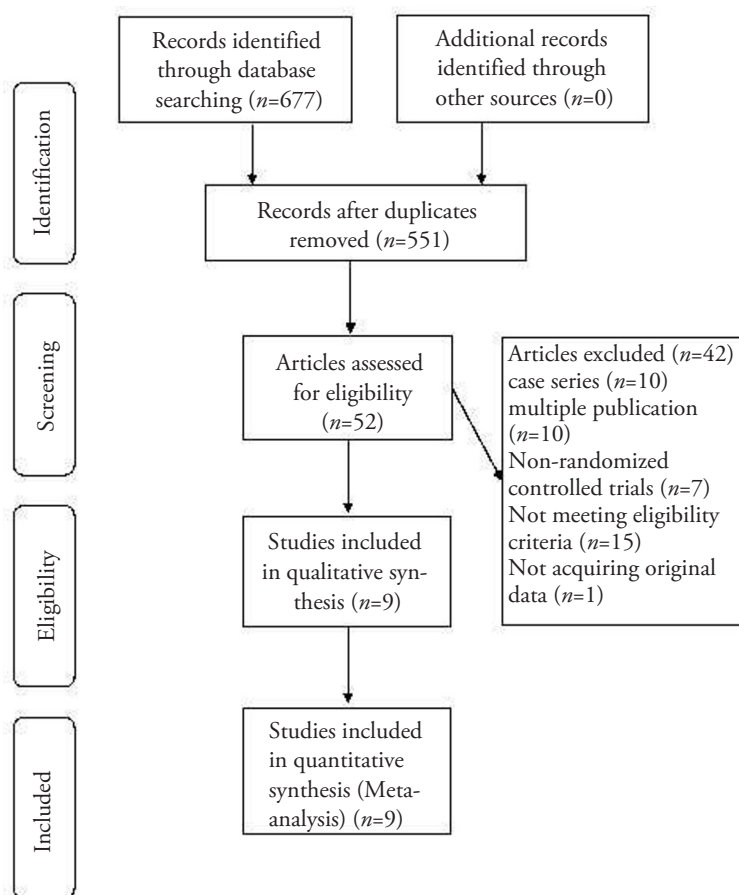 Records identified
through database
searching (n=677)
Additional records
identified through
other sources (n=0)
Identification
Records after duplicates
removed (n=551)
Screening
Articles assessed
for eligibility
(n=52)
Articles excluded (n=42)
case series (n=10)
multiple publication
(n=10)
Non-randomized
controlled trials (n=7)
Not meeting eligibility
criteria (n=15)
Not acquiring original
data (n=1)
Eligibility
Studies included
in qualitative syn-
thesis (n=9)
Included
Studies included
in quantitative
synthesis (Meta-
analysis) (n=9)